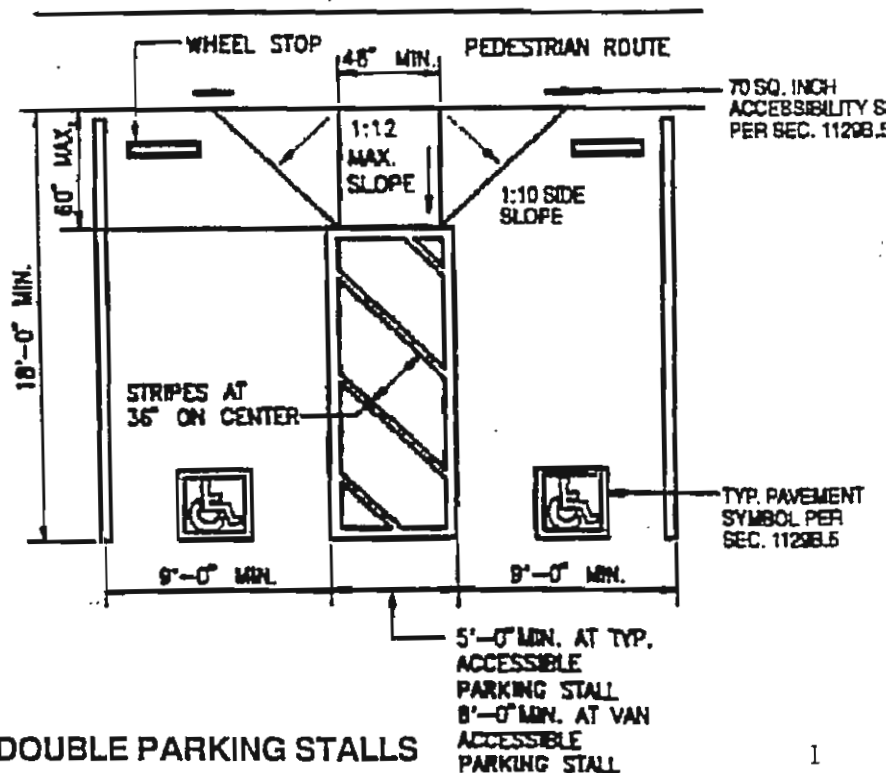 WHEEL STOP
48" MIN.
PEDESTRIAN ROUTE
70 SQ. INCH
ACCESSIBILITY S
PER SEC. 1129B.5
1:12
MAX.
SLOPE
60" MAX.
1:10 SIDE
SLOPE
18'-0" MIN.
STRIPES AT
36" ON CENTER
TYP. PAVEMENT
SYMBOL PER
SEC. 1129B.5
9'-0" MIN.
9'-0" MIN.
5'-0" MIN. AT TYP.
ACCESSIBLE
PARKING STALL
8'-0" MIN. AT VAN
ACCESSIBLE
PARKING STALL
DOUBLE PARKING STALLS
I